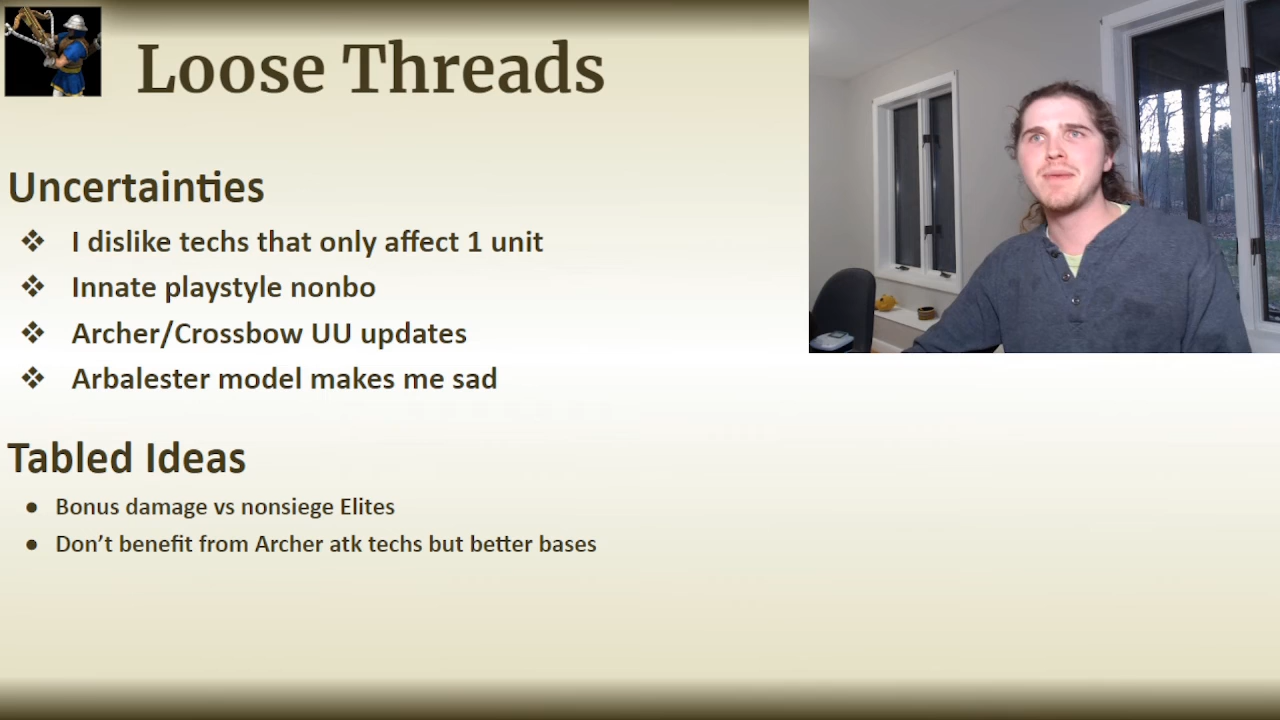 Loose Threads
Uncertainties
❖ I dislike techs that only affect 1 unit
❖ Innate playstyle nonbo
❖ Archer/Crossbow UU updates
❖ Arbalester model makes me sad
Tabled Ideas
● Bonus damage vs nonsiege Elites
● Don’t benefit from Archer atk techs but better bases